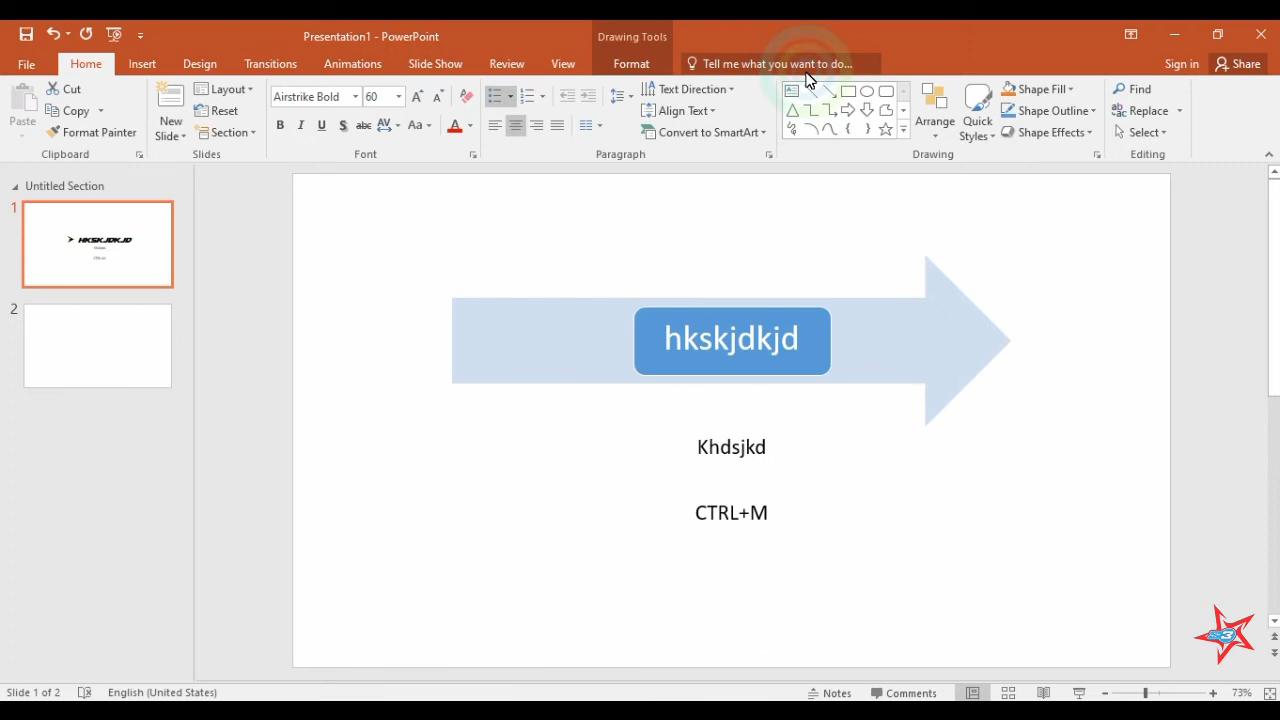 Presentation1 - PowerPoint
Drawing Tools
File
Home
Insert
Design
Transitions
Animations
Slide Show
Review
View
Format
Tell me what you want to do...
Sign in
Share
Paste
Cut
Copy
Format Painter
Clipboard
New
Slide
Layout
Reset
Section
Slides
Airstrike Bold
60
B I U S abc AV Aa A
Font
Text Direction
Align Text
Convert to SmartArt
Paragraph
Arrange
Quick
Styles
Shape Fill
Shape Outline
Shape Effects
Drawing
Find
Replace
Select
Editing
Untitled Section
1
HKSKJDKJD
2
hkskjdkjd
Khdsjkd
CTRL+M
S3
Slide 1 of 2
English (United States)
Notes
Comments
73%